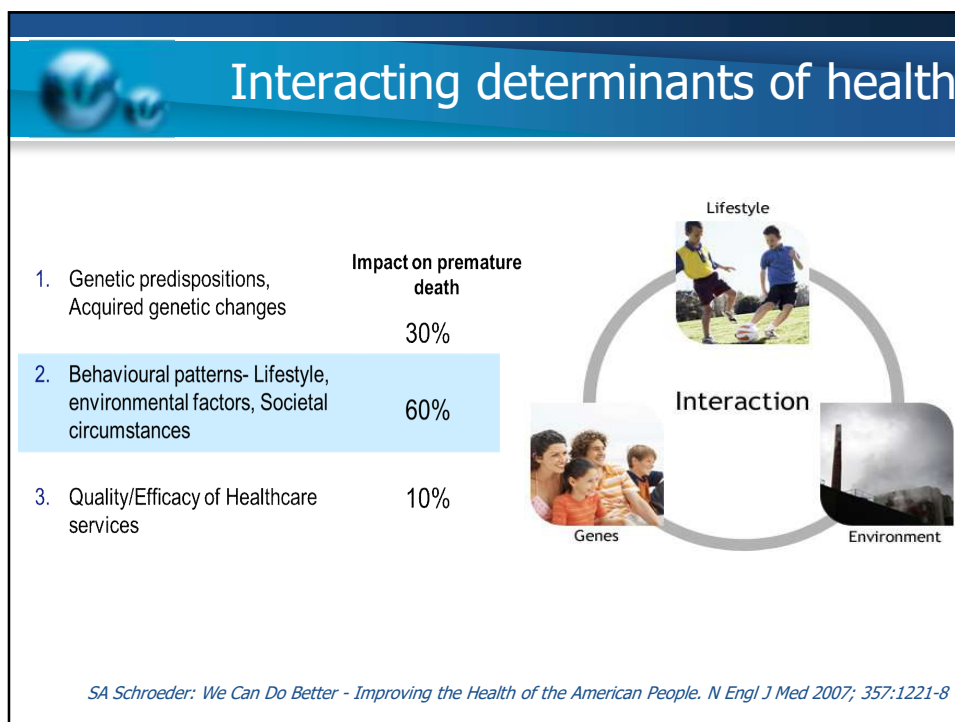 Interacting determinants of health
Impact on premature
death
1. Genetic predispositions,
Acquired genetic changes
30%
2. Behavioural patterns- Lifestyle,
environmental factors, Societal
circumstances
60%
3. Quality/Efficacy of Healthcare
services
10%
Lifestyle
Interaction
Genes
Environment
SA Schroeder: We Can Do Better - Improving the Health of the American People. N Engl J Med 2007; 357:1221-8